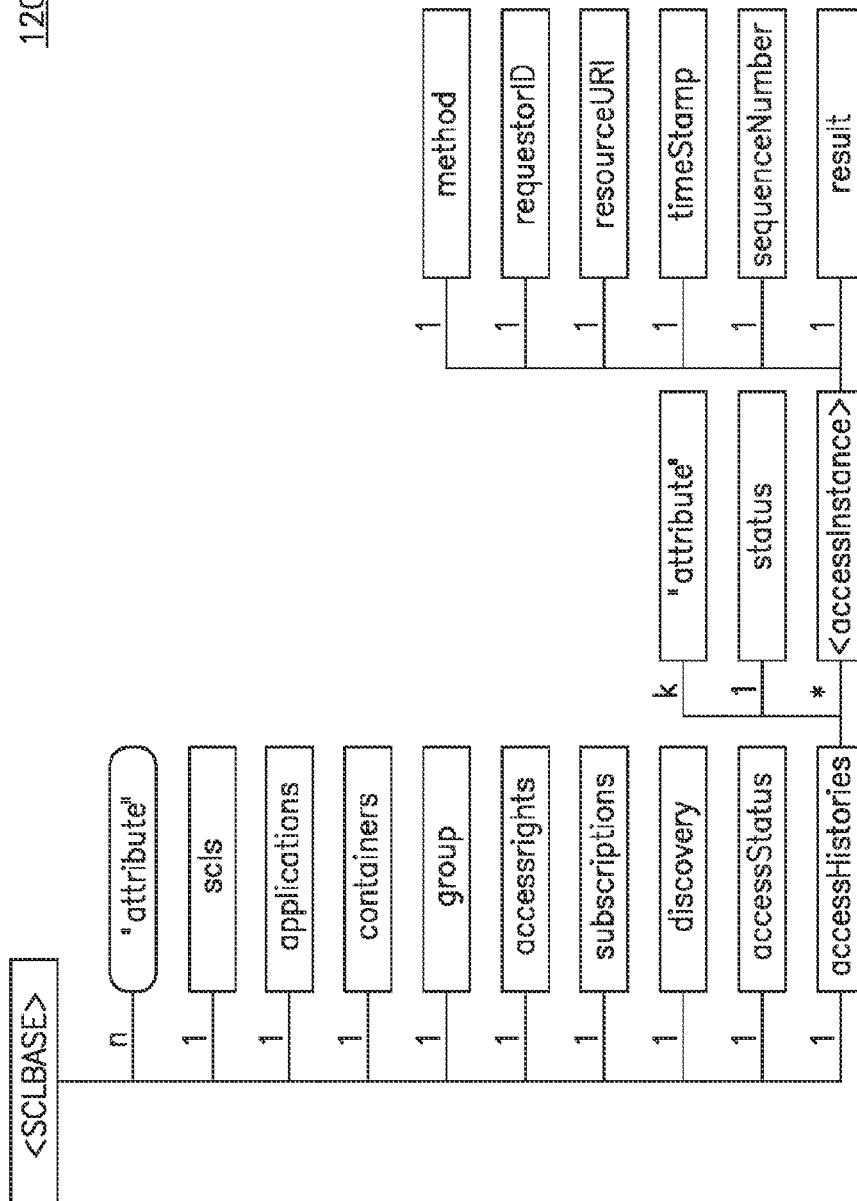 120
<SCLBASE>
n
"attribute"
1
scls
1
applications
1
containers
1
group
1
accessrights
1
subscriptions
1
discovery
1
accessStatus
1
accessHistories
k
"attribute"
1
status
*
<accessInstance>
1
method
1
requestorID
1
resourceURI
1
timeStamp
1
sequenceNumber
1
result